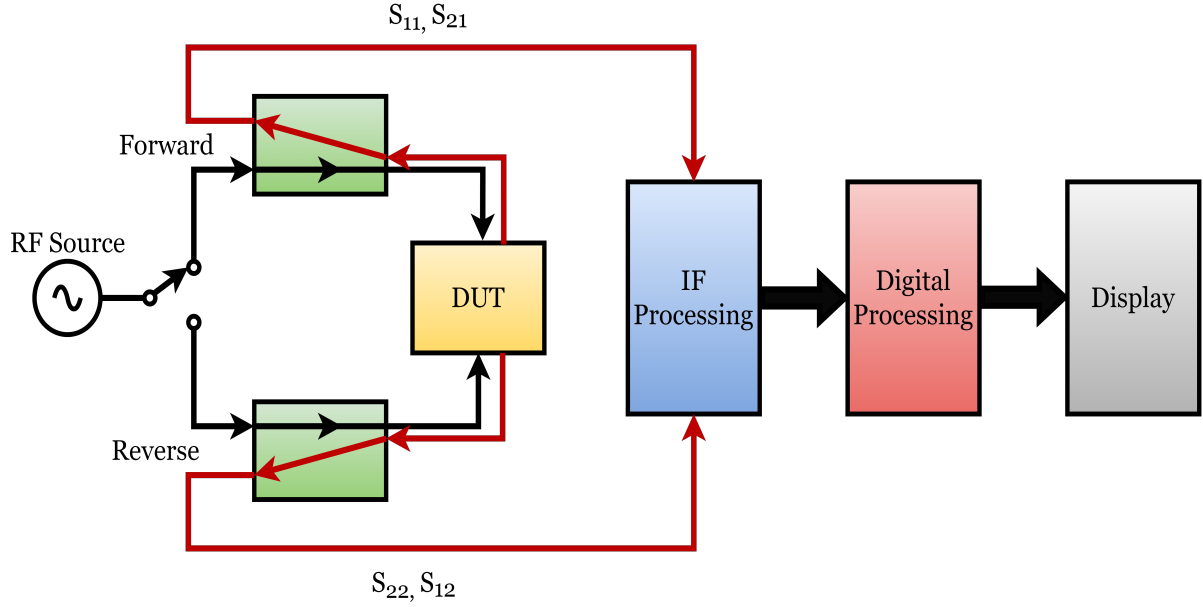 S₁₁, S₂₁
Forward
RF Source
DUT
IF
Processing
Digital
Processing
Display
Reverse
S₂₂, S₁₂